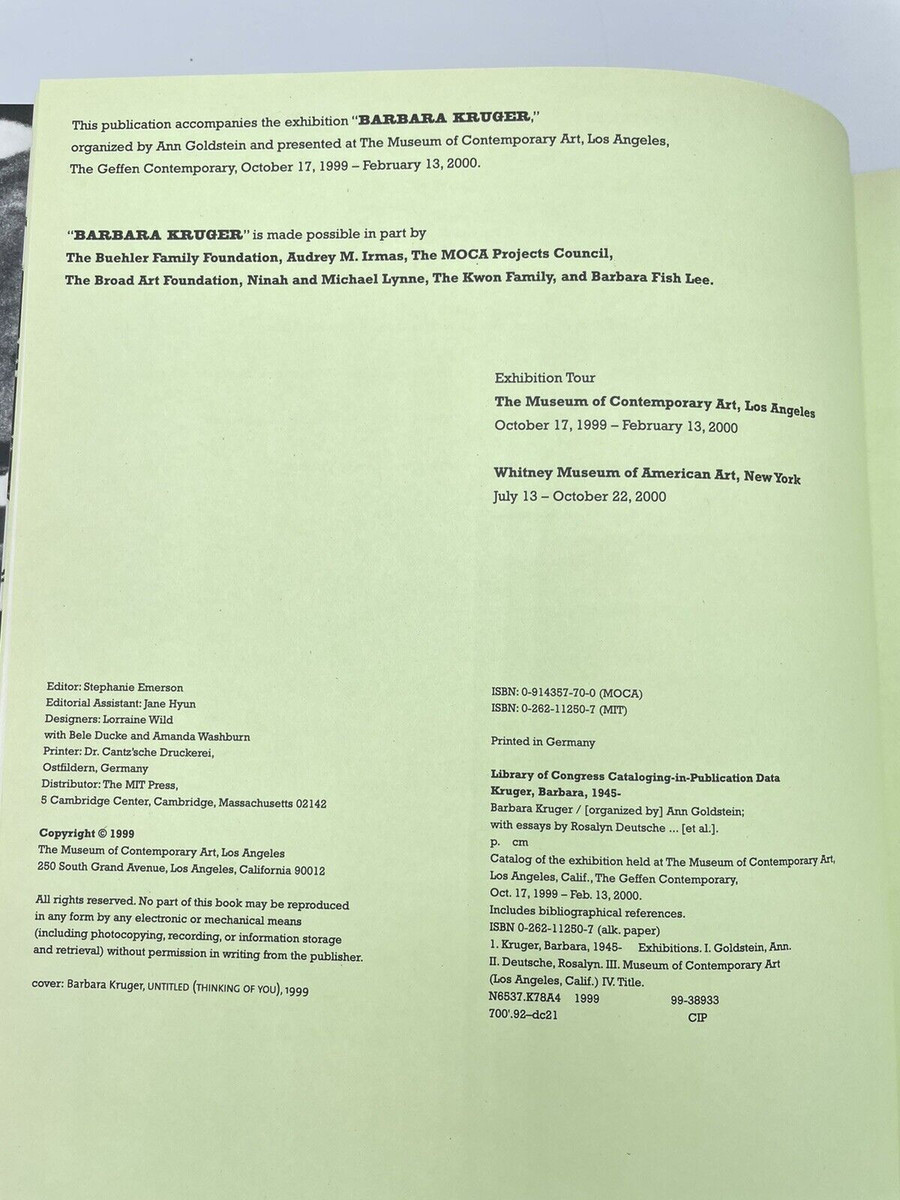 This publication accompanies the exhibition "BARBARA KRUGER,"
organized by Ann Goldstein and presented at The Museum of Contemporary Art, Los Angeles,
The Geffen Contemporary, October 17, 1999 – February 13, 2000.
"BARBARA KRUGER" is made possible in part by
The Buehler Family Foundation, Audrey M. Irmas, The MOCA Projects Council,
The Broad Art Foundation, Ninah and Michael Lynne, The Kwon Family, and Barbara Fish Lee.
Exhibition Tour
The Museum of Contemporary Art, Los Angeles
October 17, 1999 – February 13, 2000
Whitney Museum of American Art, New York
July 13 – October 22, 2000
Editor: Stephanie Emerson
Editorial Assistant: Jane Hyun
Designers: Lorraine Wild
with Bele Ducke and Amanda Washburn
Printer: Dr. Cantz'sche Druckerei,
Ostfildern, Germany
Distributor: The MIT Press,
5 Cambridge Center, Cambridge, Massachusetts 02142
Copyright © 1999
The Museum of Contemporary Art, Los Angeles
250 South Grand Avenue, Los Angeles, California 90012
All rights reserved. No part of this book may be reproduced
in any form by any electronic or mechanical means
(including photocopying, recording, or information storage
and retrieval) without permission in writing from the publisher.
cover: Barbara Kruger, UNTITLED (THINKING OF YOU), 1999
ISBN: 0-914357-70-0 (MOCA)
ISBN: 0-262-11250-7 (MIT)
Printed in Germany
Library of Congress Cataloging-in-Publication Data
Kruger, Barbara, 1945-
Barbara Kruger / [organized by] Ann Goldstein;
with essays by Rosalyn Deutsche ... [et al.].
p. cm
Catalog of the exhibition held at The Museum of Contemporary Art,
Los Angeles, Calif., The Geffen Contemporary,
Oct. 17, 1999 – Feb. 13, 2000.
Includes bibliographical references.
ISBN 0-262-11250-7 (alk. paper)
1. Kruger, Barbara, 1945- Exhibitions. I. Goldstein, Ann.
II. Deutsche, Rosalyn. III. Museum of Contemporary Art
(Los Angeles, Calif.) IV. Title.
N6537.K78A4 1999 99-38933
700'.92–dc21 CIP